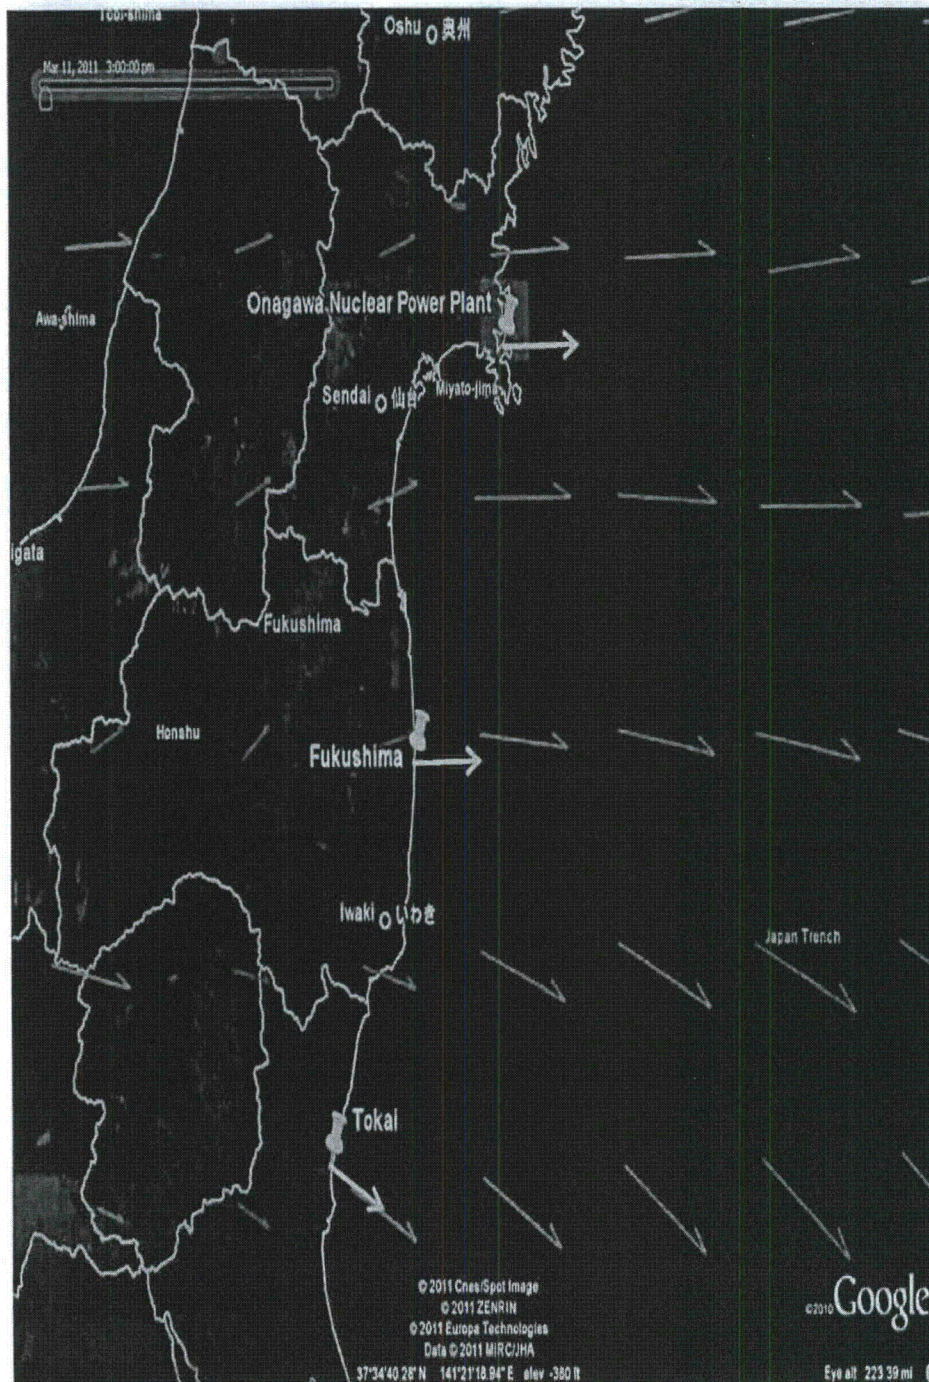 Tobi-shima
Oshu 奥州
Mar 11, 2011 3:00:00 pm
Onagawa Nuclear Power Plant
Awa-shima
Sendai 仙台
Miyato-jima
igata
Fukushima
Honshu
Fukushima
Iwaki いわき
Japan Trench
Tokai
© 2011 Cnes/Spot Image
© 2011 ZENRIN
© 2011 Europa Technologies
Data © 2011 MIRC/JHA
©2010 Google
37°34'40.28" N 141°21'18.94" E elev -380 ft
Eye alt 223.39 mi